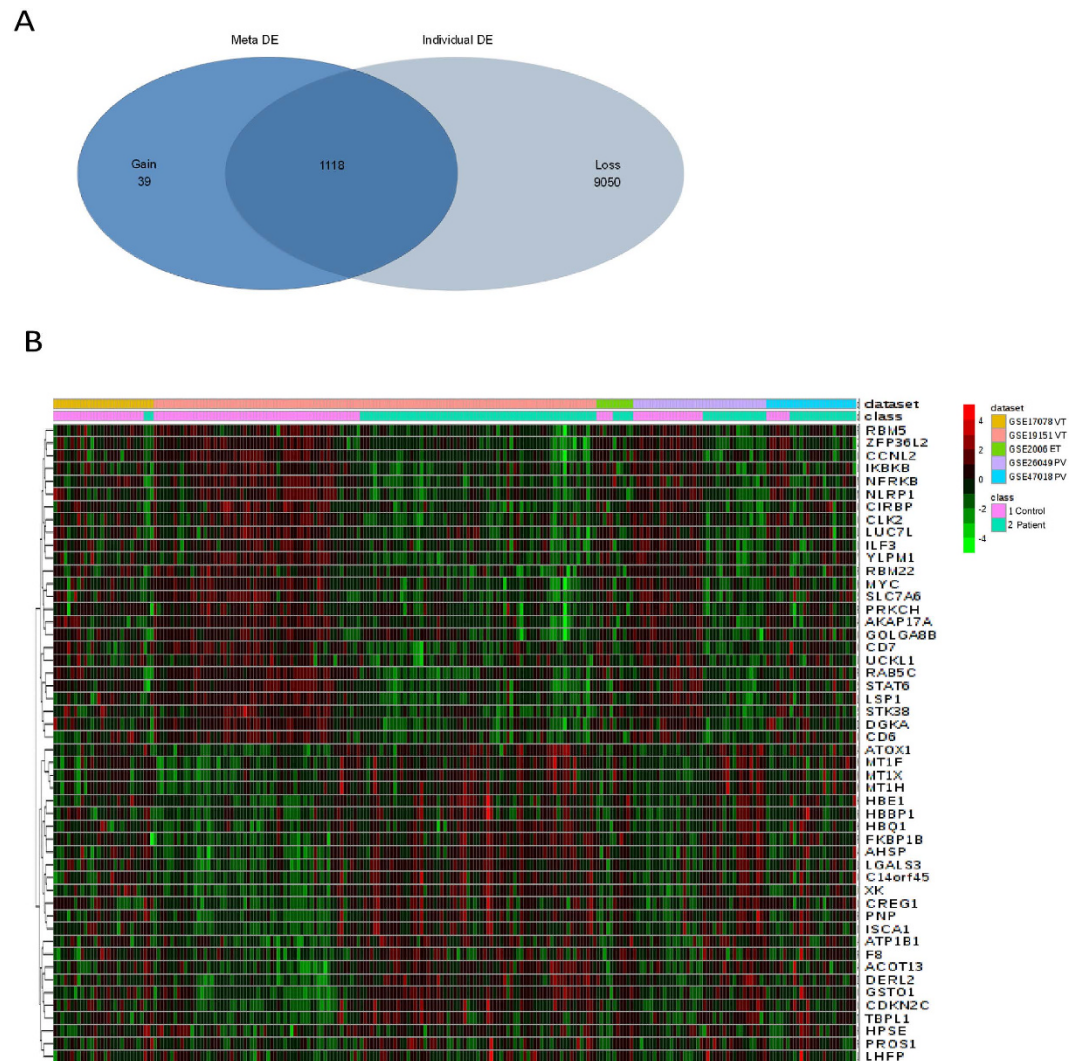 A
Meta DE
Individual DE
Gain
39
1118
Loss
9050
B
dataset
class
RBM5
ZFP36L2
CCNL2
IKBKB
NFRKB
NLRP1
CIRBP
CLK2
LUC7L
ILF3
YLPM1
RBM22
MYC
SLC7A6
PRKCH
AKAP17A
GOLGA8B
CD7
UCKL1
RAB5C
STAT6
LSP1
STK38
DGKA
CD6
ATOX1
MT1F
MT1X
MT1H
HBE1
HBBP1
HBQ1
FKBP1B
AHSP
LGALS3
C14orf45
XK
CREG1
PNP
ISCA1
ATP1B1
F8
ACOT13
DERL2
GSTO1
CDKN2C
TBPL1
HPSE
PROS1
LHFP
4
2
0
-2
-4
dataset
GSE17078 VT
GSE19151 VT
GSE2006 ET
GSE26049 PV
GSE47018 PV
class
1 Control
2 Patient